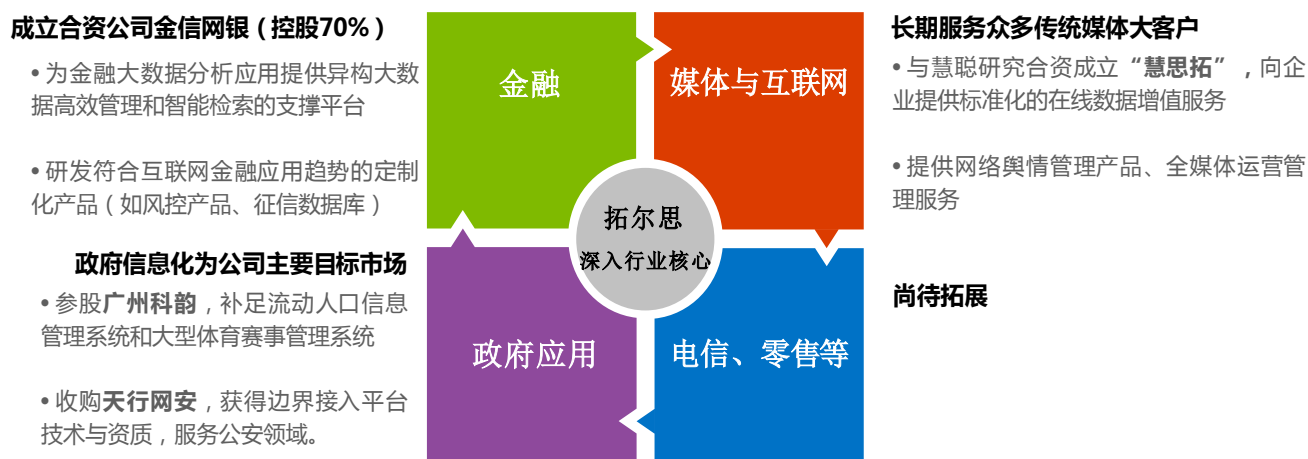 成立合资公司金信网银（控股70%）
• 为金融大数据分析应用提供异构大数
据高效管理和智能检索的支撑平台
• 研发符合互联网金融应用趋势的定制
化产品（如风控产品、征信数据库）
政府信息化为公司主要目标市场
• 参股广州科韵，补足流动人口信息
管理系统和大型体育赛事管理系统
• 收购天行网安，获得边界接入平台
技术与资质，服务公安领域。
金融
媒体与互联网
拓尔思
深入行业核心
政府应用
电信、零售等
长期服务众多传统媒体大客户
• 与慧聪研究合资成立“慧思拓”，向企
业提供标准化的在线数据增值服务
• 提供网络舆情管理产品、全媒体运营管
理服务
尚待拓展